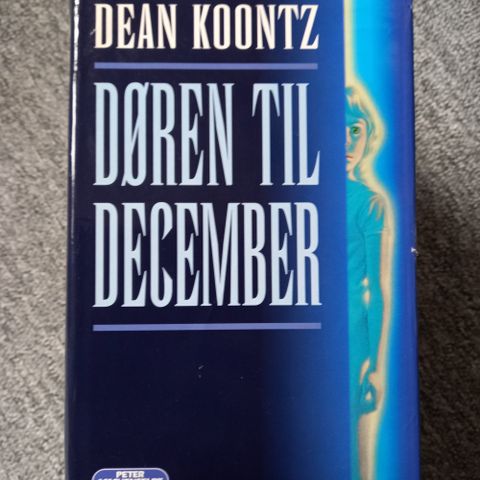 DEAN KOONTZ
DØREN TIL
DECEMBER
PETER